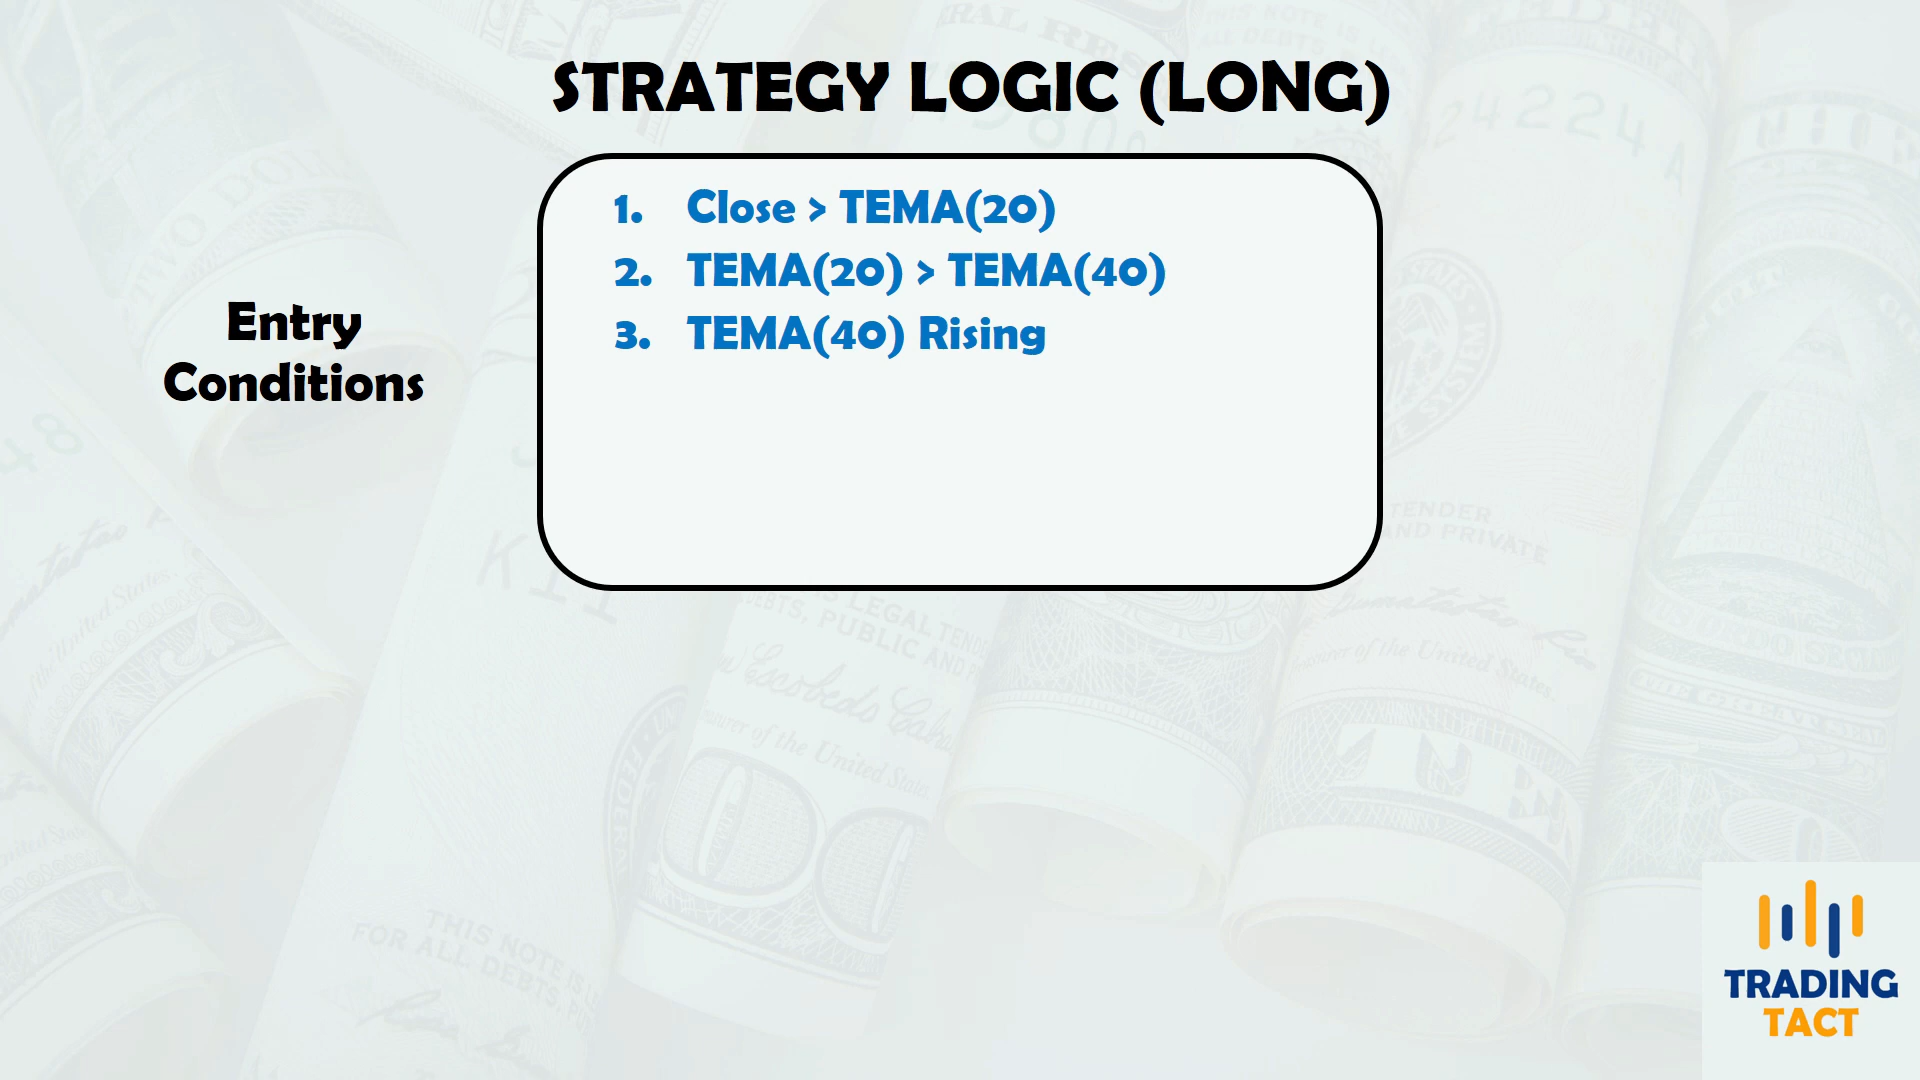 STRATEGY LOGIC (LONG)
Entry
Conditions
1. Close > TEMA(20)
2. TEMA(20) > TEMA(40)
3. TEMA(40) Rising
TRADING
TACT